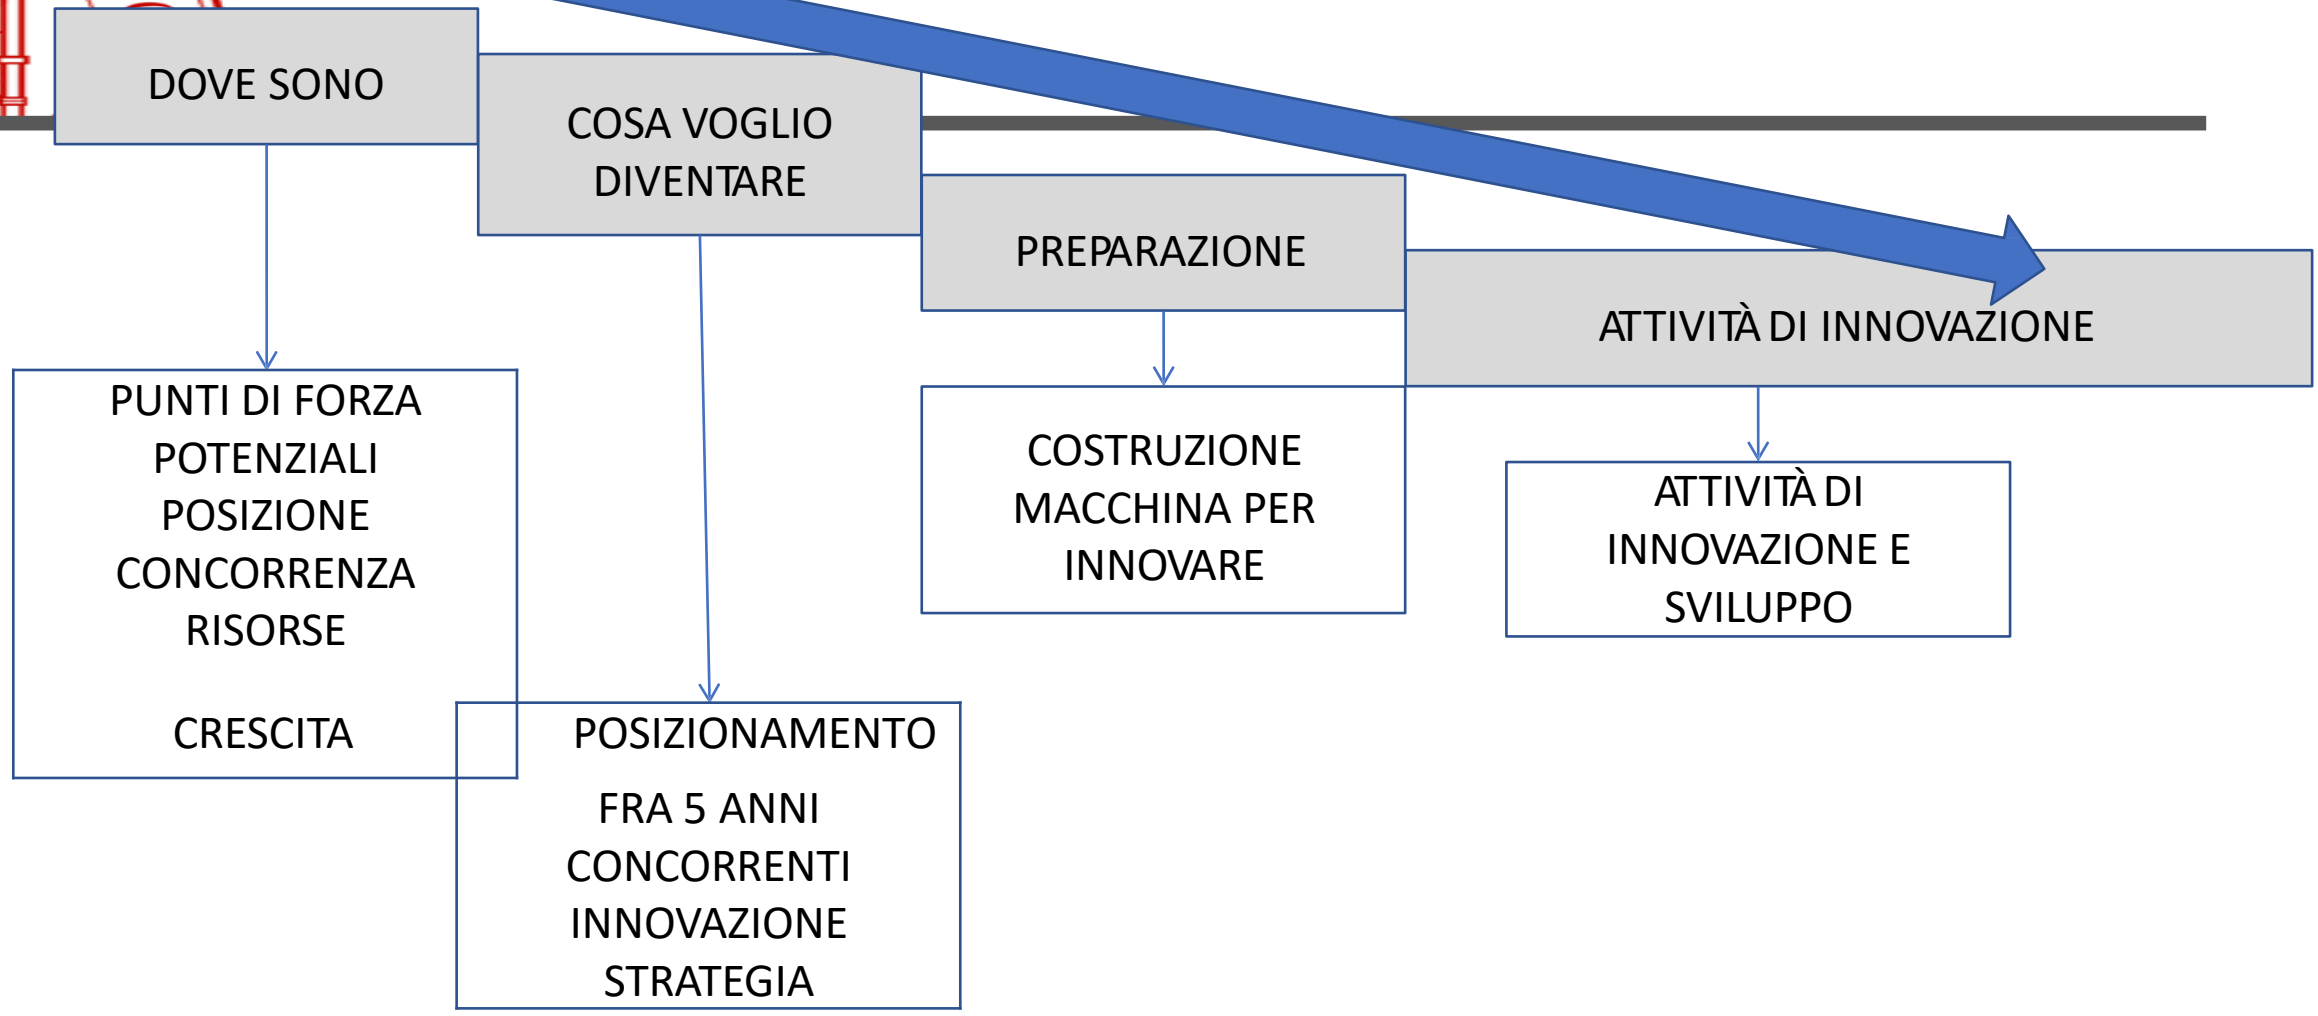 DOVE SONO
COSA VOGLIO
DIVENTARE
PREPARAZIONE
ATTIVITÀ DI INNOVAZIONE
PUNTI DI FORZA
POTENZIALI
POSIZIONE
CONCORRENZA
RISORSE
CRESCITA
POSIZIONAMENTO
FRA 5 ANNI
CONCORRENTI
INNOVAZIONE
STRATEGIA
COSTRUZIONE
MACCHINA PER
INNOVARE
ATTIVITÀ DI
INNOVAZIONE E
SVILUPPO